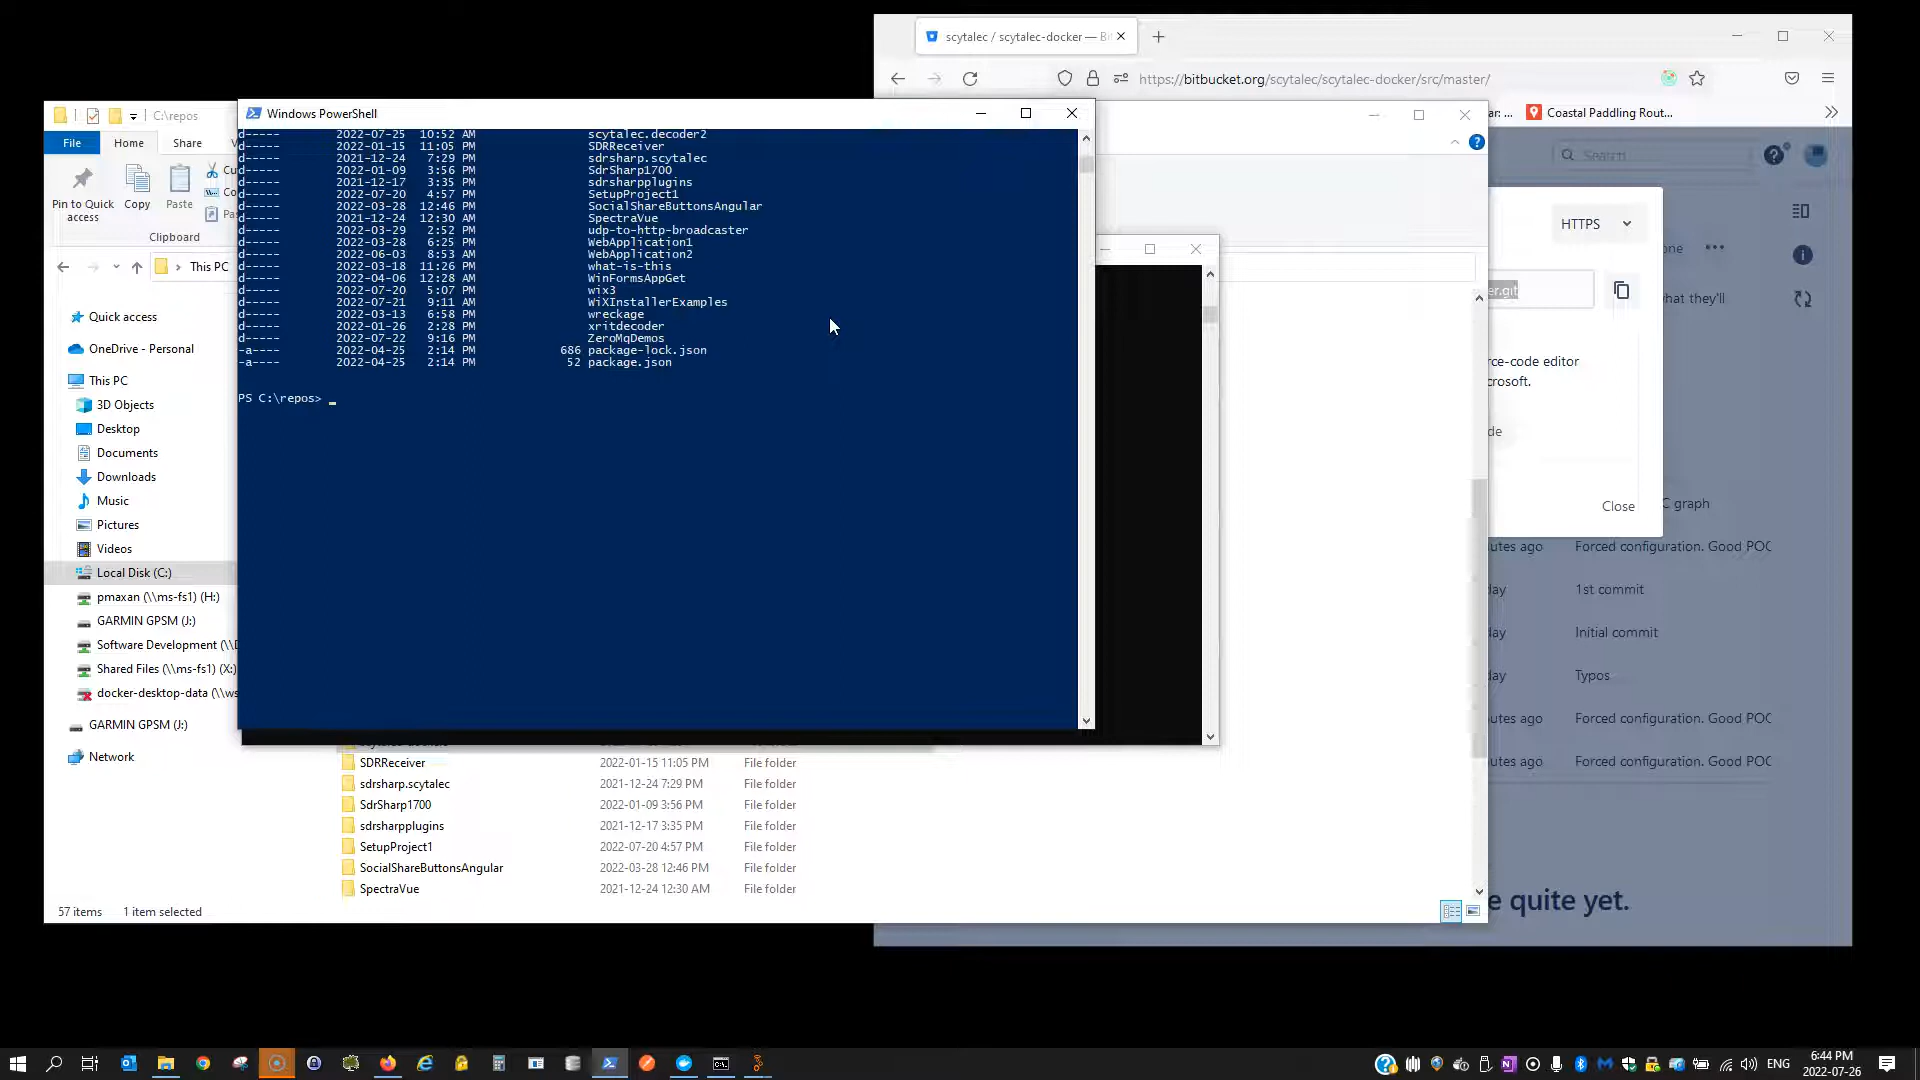 scytalec / scytalec-docker — B
https://bitbucket.org/scytalec/scytalec-docker/src/master/
ar: ...
Coastal Paddling Rout...
Search
C:\repos
File
Home
Share
Pin to Quick access
Copy
Paste
Clipboard
This PC
Windows PowerShell
d----- 2022-07-25 10:52 AM scytalec.decoder2
d----- 2022-01-15 11:05 PM SDRReceiver
d----- 2021-12-24 7:29 PM sdrsharp.scytalec
d----- 2022-01-09 3:56 PM SdrSharp1700
d----- 2021-12-17 3:35 PM sdrsharpplugins
d----- 2022-07-20 4:57 PM SetupProject1
d----- 2022-03-28 12:46 PM SocialShareButtonsAngular
d----- 2021-12-24 12:30 AM SpectraVue
d----- 2022-03-29 2:52 PM udp-to-http-broadcaster
d----- 2022-03-28 6:25 PM WebApplication1
d----- 2022-06-03 8:53 AM WebApplication2
d----- 2022-03-18 11:26 PM what-is-this
d----- 2022-04-06 12:28 AM WinFormsAppGet
d----- 2022-07-20 5:07 PM wix3
d----- 2022-07-21 9:11 AM WiXInstallerExamples
d----- 2022-03-13 6:58 PM wreckage
d----- 2022-01-26 2:28 PM xritdecoder
d----- 2022-07-22 9:16 PM ZeroMqDemos
-a---- 2022-04-25 2:14 PM 686 package-lock.json
-a---- 2022-04-25 2:14 PM 52 package.json
PS C:\repos> _
Quick access
OneDrive - Personal
This PC
3D Objects
Desktop
Documents
Downloads
Music
Pictures
Videos
Local Disk (C:)
pmaxan (\\ms-fs1) (H:)
GARMIN GPSM (J:)
Software Development (\\
Shared Files (\\ms-fs1) (X:)
docker-desktop-data (\\ws
GARMIN GPSM (J:)
Network
SDRReceiver 2022-01-15 11:05 PM File folder
sdrsharp.scytalec 2021-12-24 7:29 PM File folder
SdrSharp1700 2022-01-09 3:56 PM File folder
sdrsharpplugins 2021-12-17 3:35 PM File folder
SetupProject1 2022-07-20 4:57 PM File folder
SocialShareButtonsAngular 2022-03-28 12:46 PM File folder
SpectraVue 2021-12-24 12:30 AM File folder
57 items 1 item selected
HTTPS
one
er.git
hat they'll
rce-code editor
crosoft.
de
Close
C graph
utes ago Forced configuration. Good POC
day 1st commit
day Initial commit
day Typos
utes ago Forced configuration. Good POC
utes ago Forced configuration. Good POC
e quite yet.
ENG
6:44 PM
2022-07-26